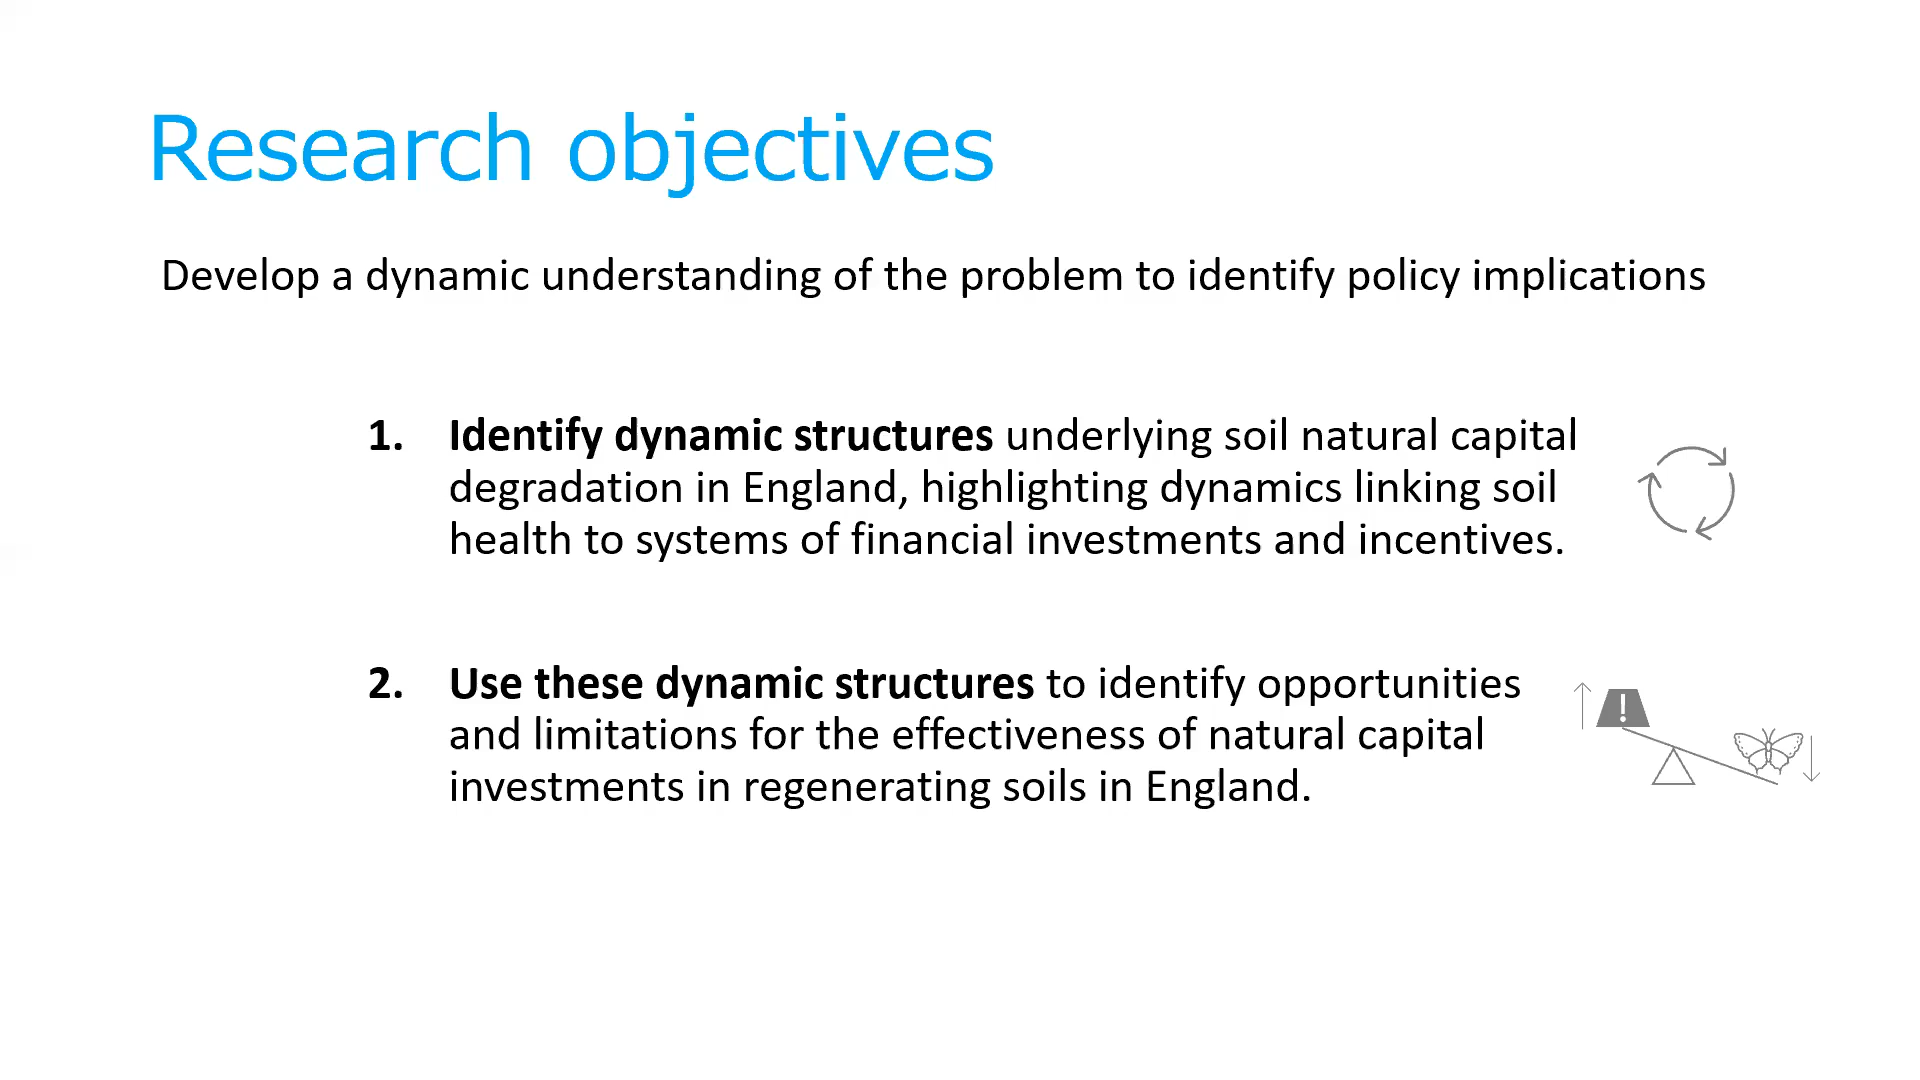 Research objectives
Develop a dynamic understanding of the problem to identify policy implications
1. Identify dynamic structures underlying soil natural capital
degradation in England, highlighting dynamics linking soil
health to systems of financial investments and incentives.
2. Use these dynamic structures to identify opportunities
and limitations for the effectiveness of natural capital
investments in regenerating soils in England.
!